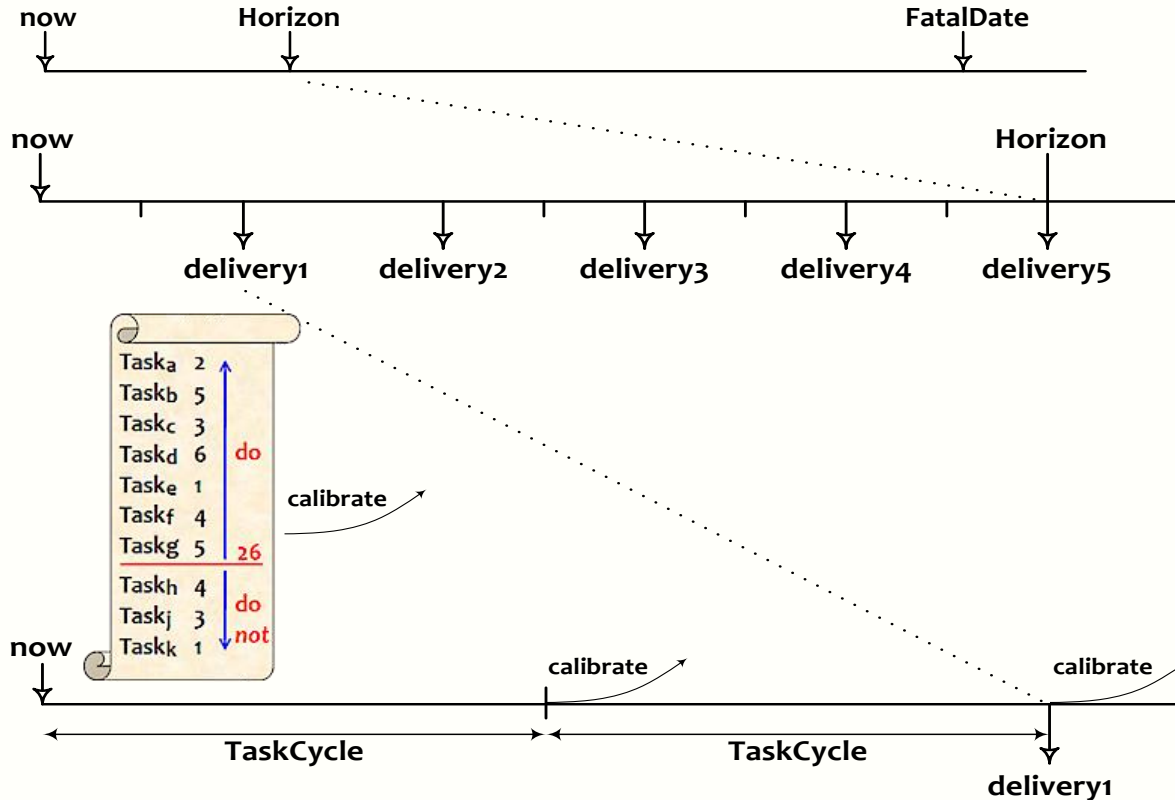 now Horizon FatalDate
now Horizon
delivery1 delivery2 delivery3 delivery4 delivery5
Taska 2
Taskb 5
Taskc 3
Taskd 6
do
Taske 1
calibrate
Taskf 4
Taskg 5
26
Taskh 4
do
Taskj 3
not
Taskk 1
now
calibrate calibrate
TaskCycle TaskCycle
delivery1